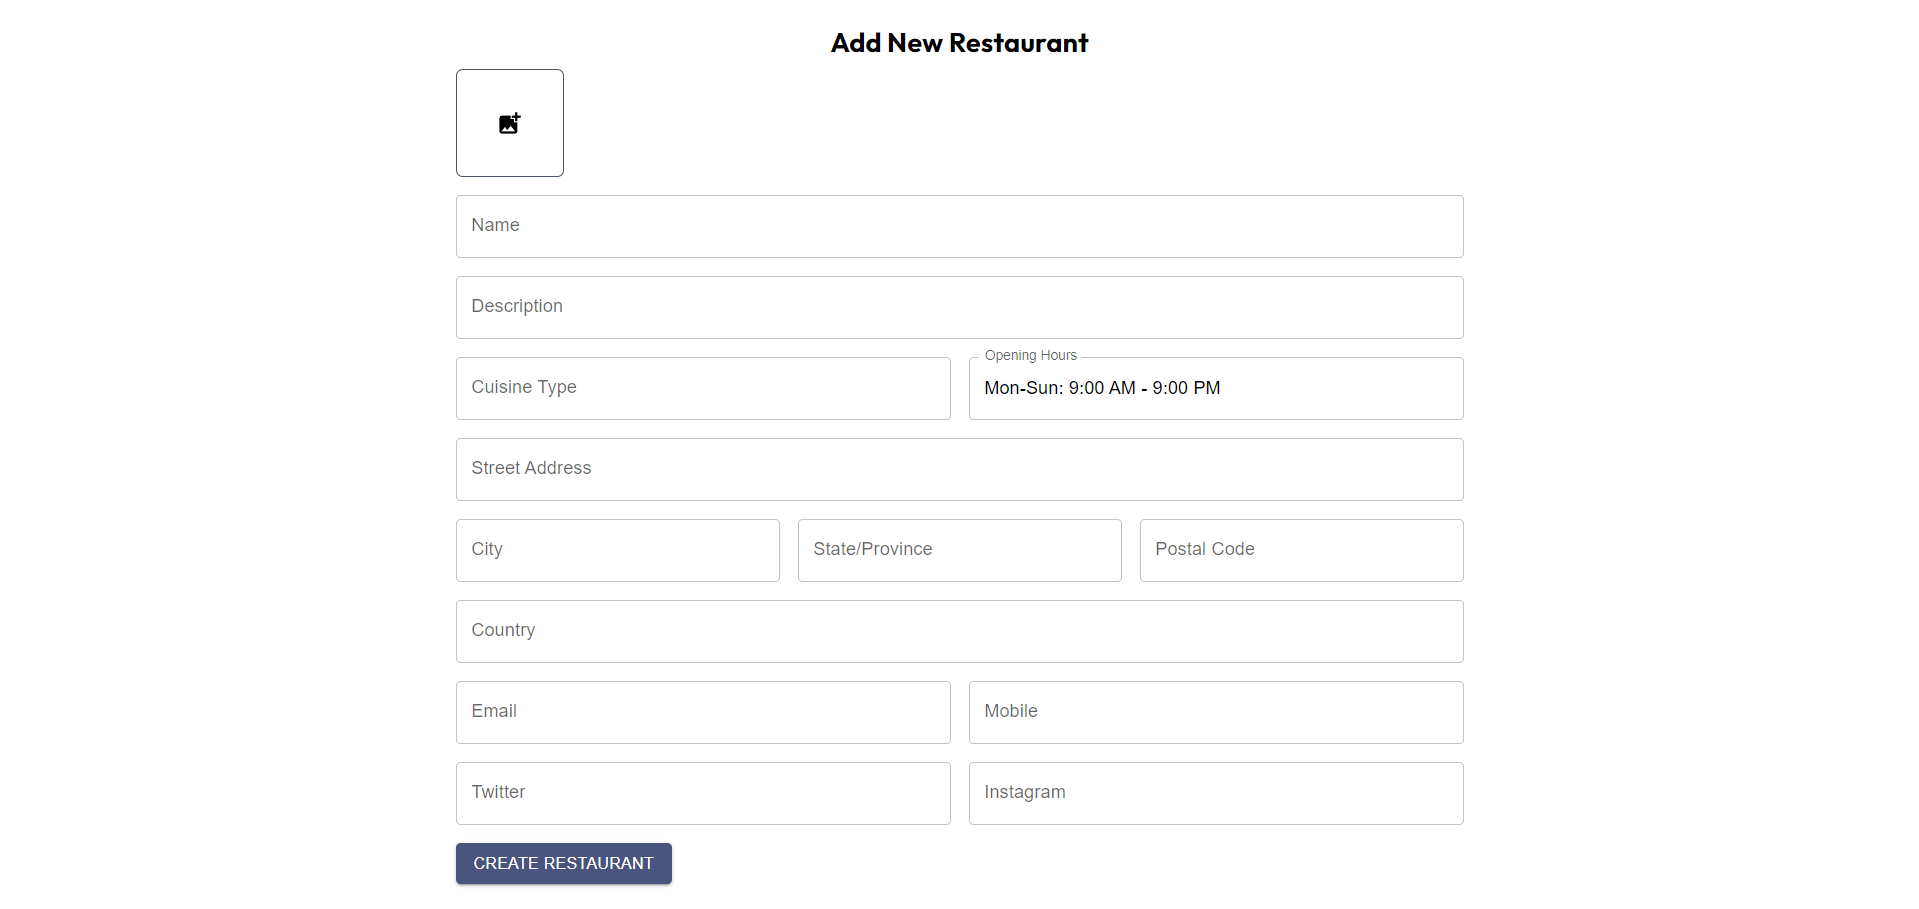 Add New Restaurant
Name
Description
Cuisine Type
Opening Hours
Mon-Sun: 9:00 AM - 9:00 PM
Street Address
City
State/Province
Postal Code
Country
Email
Mobile
Twitter
Instagram
CREATE RESTAURANT